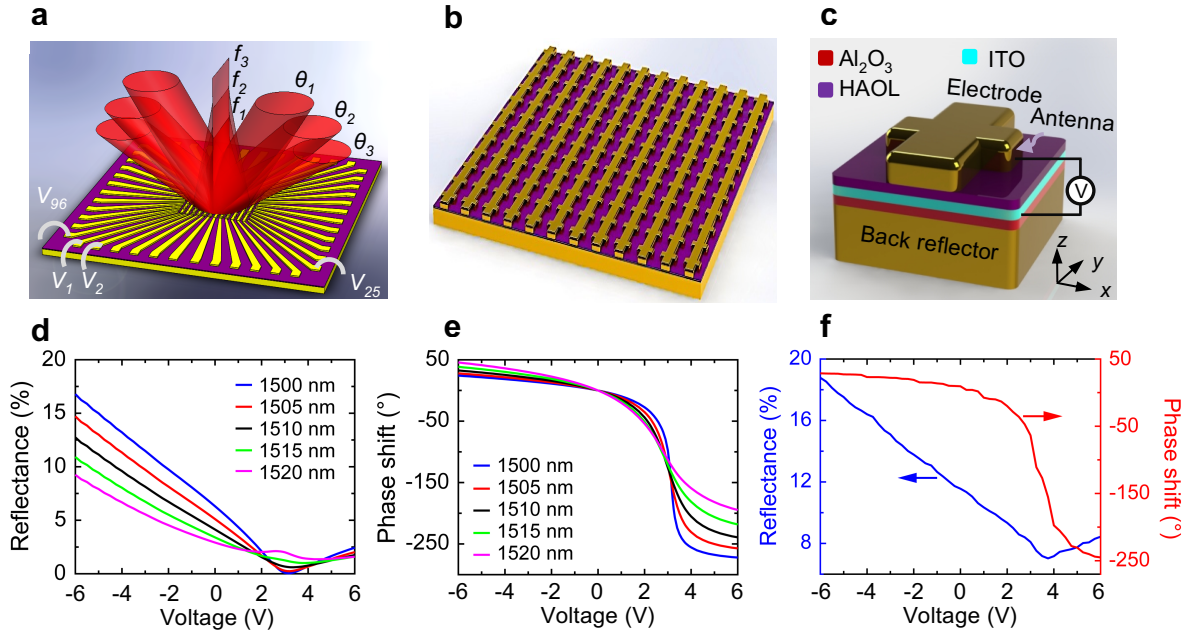 a
f3
f2
f1
θ1
θ2
θ3
V96
V1
V2
V25
b
c
Al2O3
ITO
HAOL
Electrode
Antenna
V
Back reflector
z
y
x
d
20
15
10
5
0
Reflectance (%)
1500 nm
1505 nm
1510 nm
1515 nm
1520 nm
-6 -4 -2 0 2 4 6
Voltage (V)
e
50
-50
-150
-250
Phase shift (°)
1500 nm
1505 nm
1510 nm
1515 nm
1520 nm
-6 -4 -2 0 2 4 6
Voltage (V)
f
20
16
12
8
Reflectance (%)
50
-50
-150
-250
Phase shift (°)
-6 -4 -2 0 2 4 6
Voltage (V)